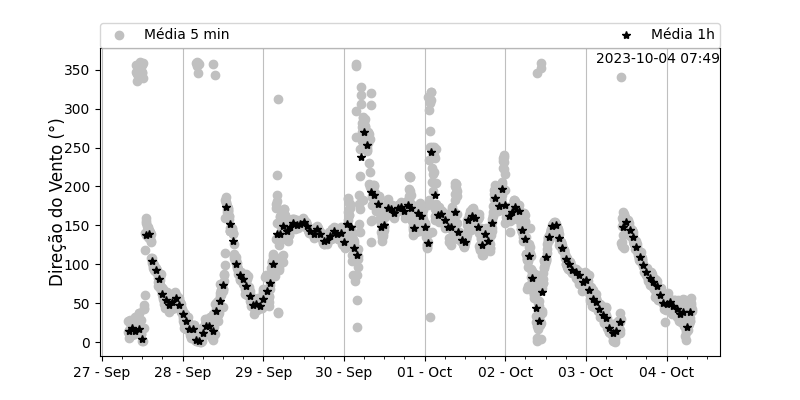 Média 5 min
Média 1h
2023-10-04 07:49
Direção do Vento (°)
350
300
250
200
150
100
50
0
27 - Sep
28 - Sep
29 - Sep
30 - Sep
01 - Oct
02 - Oct
03 - Oct
04 - Oct